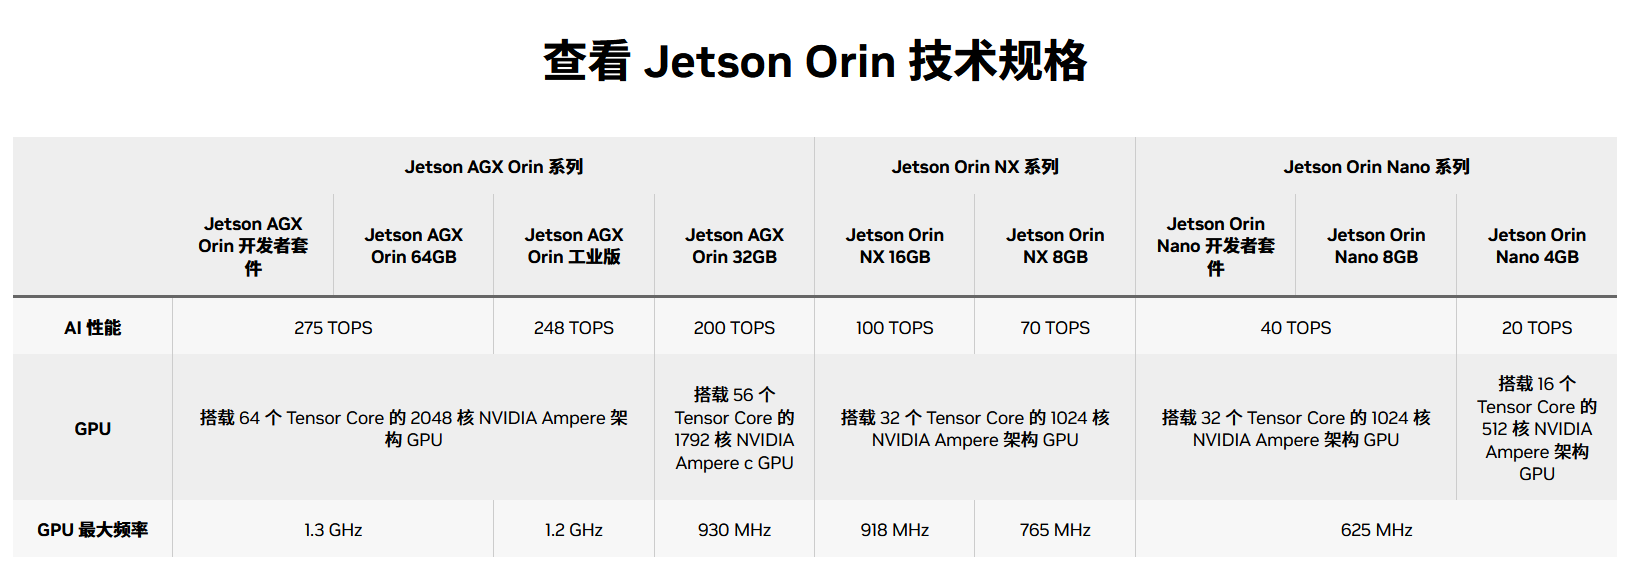 查看 Jetson Orin 技术规格
Jetson AGX Orin 系列
Jetson Orin NX 系列
Jetson Orin Nano 系列
Jetson AGX
Orin 开发者套
件
Jetson AGX
Orin 64GB
Jetson AGX
Orin 工业版
Jetson AGX
Orin 32GB
Jetson Orin
NX 16GB
Jetson Orin
NX 8GB
Jetson Orin
Nano 开发者套
件
Jetson Orin
Nano 8GB
Jetson Orin
Nano 4GB
AI 性能
275 TOPS
248 TOPS
200 TOPS
100 TOPS
70 TOPS
40 TOPS
20 TOPS
GPU
搭载 64 个 Tensor Core 的 2048 核 NVIDIA Ampere 架
构 GPU
搭载 56 个
Tensor Core 的
1792 核 NVIDIA
Ampere c GPU
搭载 32 个 Tensor Core 的 1024 核
NVIDIA Ampere 架构 GPU
搭载 32 个 Tensor Core 的 1024 核
NVIDIA Ampere 架构 GPU
搭载 16 个
Tensor Core 的
512 核 NVIDIA
Ampere 架构
GPU
GPU 最大频率
1.3 GHz
1.2 GHz
930 MHz
918 MHz
765 MHz
625 MHz